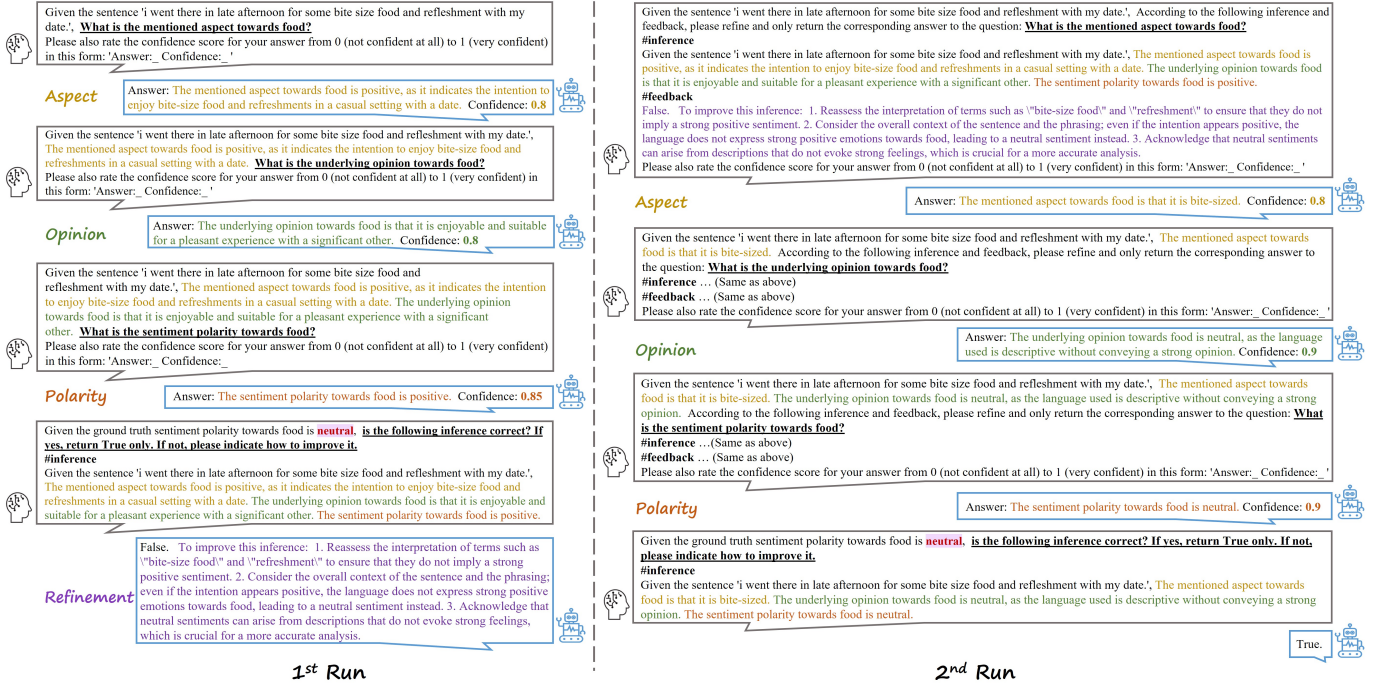 Given the sentence 'i went there in late afternoon for some bite size food and refleshment with my
date.', What is the mentioned aspect towards food?
Please also rate the confidence score for your answer from 0 (not confident at all) to 1 (very confident)
in this form: 'Answer:_ Confidence:_ '
Aspect
Answer: The mentioned aspect towards food is positive, as it indicates the intention to
enjoy bite-size food and refreshments in a casual setting with a date. Confidence: 0.8
Given the sentence 'i went there in late afternoon for some bite size food and refleshment with my date.',
The mentioned aspect towards food is positive, as it indicates the intention to enjoy bite-size food and
refreshments in a casual setting with a date. What is the underlying opinion towards food?
Please also rate the confidence score for your answer from 0 (not confident at all) to 1 (very confident) in
this form: 'Answer:_ Confidence:_ '
Opinion
Answer: The underlying opinion towards food is that it is enjoyable and suitable
for a pleasant experience with a significant other. Confidence: 0.8
Given the sentence 'i went there in late afternoon for some bite size food and
refleshment with my date.', The mentioned aspect towards food is positive, as it indicates the intention
to enjoy bite-size food and refreshments in a casual setting with a date. The underlying opinion
towards food is that it is enjoyable and suitable for a pleasant experience with a significant
other. What is the sentiment polarity towards food?
Please also rate the confidence score for your answer from 0 (not confident at all) to 1 (very confident)
in this form: 'Answer:_ Confidence:_
Polarity
Answer: The sentiment polarity towards food is positive. Confidence: 0.85
Given the ground truth sentiment polarity towards food is neutral, is the following inference correct? If
yes, return True only. If not, please indicate how to improve it.
#inference
Given the sentence 'i went there in late afternoon for some bite size food and refleshment with my date.',
The mentioned aspect towards food is positive, as it indicates the intention to enjoy bite-size food and
refreshments in a casual setting with a date. The underlying opinion towards food is that it is enjoyable and
suitable for a pleasant experience with a significant other. The sentiment polarity towards food is positive.
Refinement
False. To improve this inference: 1. Reassess the interpretation of terms such as
\"bite-size food\" and \"refreshment\" to ensure that they do not imply a strong
positive sentiment. 2. Consider the overall context of the sentence and the phrasing;
even if the intention appears positive, the language does not express strong positive
emotions towards food, leading to a neutral sentiment instead. 3. Acknowledge that
neutral sentiments can arise from descriptions that do not evoke strong feelings,
which is crucial for a more accurate analysis.
1st Run
Given the sentence 'i went there in late afternoon for some bite size food and refleshment with my date.', According to the following inference and
feedback, please refine and only return the corresponding answer to the question: What is the mentioned aspect towards food?
#inference
Given the sentence 'i went there in late afternoon for some bite size food and refleshment with my date.', The mentioned aspect towards food is
positive, as it indicates the intention to enjoy bite-size food and refreshments in a casual setting with a date. The underlying opinion towards food
is that it is enjoyable and suitable for a pleasant experience with a significant other. The sentiment polarity towards food is positive.
#feedback
False. To improve this inference: 1. Reassess the interpretation of terms such as \"bite-size food\" and \"refreshment\" to ensure that they do not
imply a strong positive sentiment. 2. Consider the overall context of the sentence and the phrasing; even if the intention appears positive, the
language does not express strong positive emotions towards food, leading to a neutral sentiment instead. 3. Acknowledge that neutral sentiments
can arise from descriptions that do not evoke strong feelings, which is crucial for a more accurate analysis.
Please also rate the confidence score for your answer from 0 (not confident at all) to 1 (very confident) in this form: 'Answer:_ Confidence:_ '
Aspect
Answer: The mentioned aspect towards food is that it is bite-sized. Confidence: 0.8
Given the sentence 'i went there in late afternoon for some bite size food and refleshment with my date.', The mentioned aspect towards
food is that it is bite-sized. According to the following inference and feedback, please refine and only return the corresponding answer to
the question: What is the underlying opinion towards food?
#inference … (Same as above)
#feedback … (Same as above)
Please also rate the confidence score for your answer from 0 (not confident at all) to 1 (very confident) in this form: 'Answer:_ Confidence:_ '
Opinion
Answer: The underlying opinion towards food is neutral, as the language
used is descriptive without conveying a strong opinion. Confidence: 0.9
Given the sentence 'i went there in late afternoon for some bite size food and refleshment with my date.', The mentioned aspect towards
food is that it is bite-sized. The underlying opinion towards food is neutral, as the language used is descriptive without conveying a strong
opinion. According to the following inference and feedback, please refine and only return the corresponding answer to the question: What
is the sentiment polarity towards food?
#inference …(Same as above)
#feedback … (Same as above)
Please also rate the confidence score for your answer from 0 (not confident at all) to 1 (very confident) in this form: 'Answer:_ Confidence:_ '
Polarity
Answer: The sentiment polarity towards food is neutral. Confidence: 0.9
Given the ground truth sentiment polarity towards food is neutral, is the following inference correct? If yes, return True only. If not,
please indicate how to improve it.
#inference
Given the sentence 'i went there in late afternoon for some bite size food and refleshment with my date.', The mentioned aspect towards
food is that it is bite-sized. The underlying opinion towards food is neutral, as the language used is descriptive without conveying a strong
opinion. The sentiment polarity towards food is neutral.
True.
2nd Run